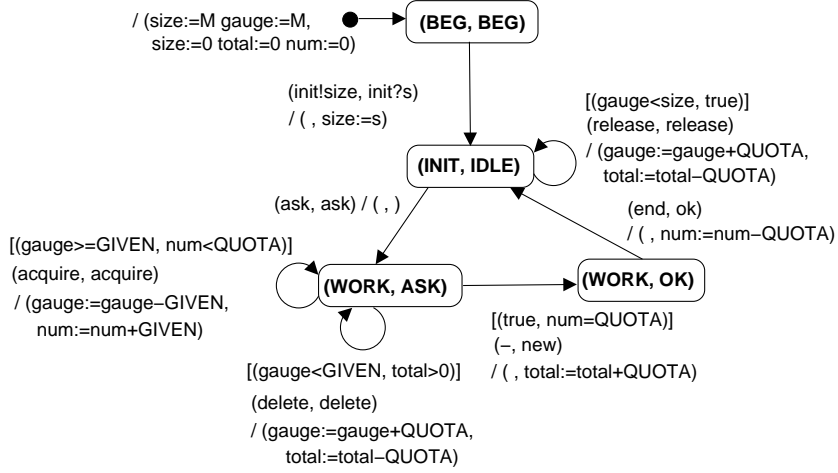 / (size:=M gauge:=M,
size:=0 total:=0 num:=0)
(BEG, BEG)
(init!size, init?s)
/ ( , size:=s)
[(gauge<size, true)]
(release, release)
/ (gauge:=gauge+QUOTA,
total:=total−QUOTA)
(INIT, IDLE)
(ask, ask) / ( , )
(end, ok)
/ ( , num:=num−QUOTA)
[(gauge>=GIVEN, num<QUOTA)]
(acquire, acquire)
/ (gauge:=gauge−GIVEN,
num:=num+GIVEN)
(WORK, ASK)
(WORK, OK)
[(true, num=QUOTA)]
(−, new)
/ ( , total:=total+QUOTA)
[(gauge<GIVEN, total>0)]
(delete, delete)
/ (gauge:=gauge+QUOTA,
total:=total−QUOTA)